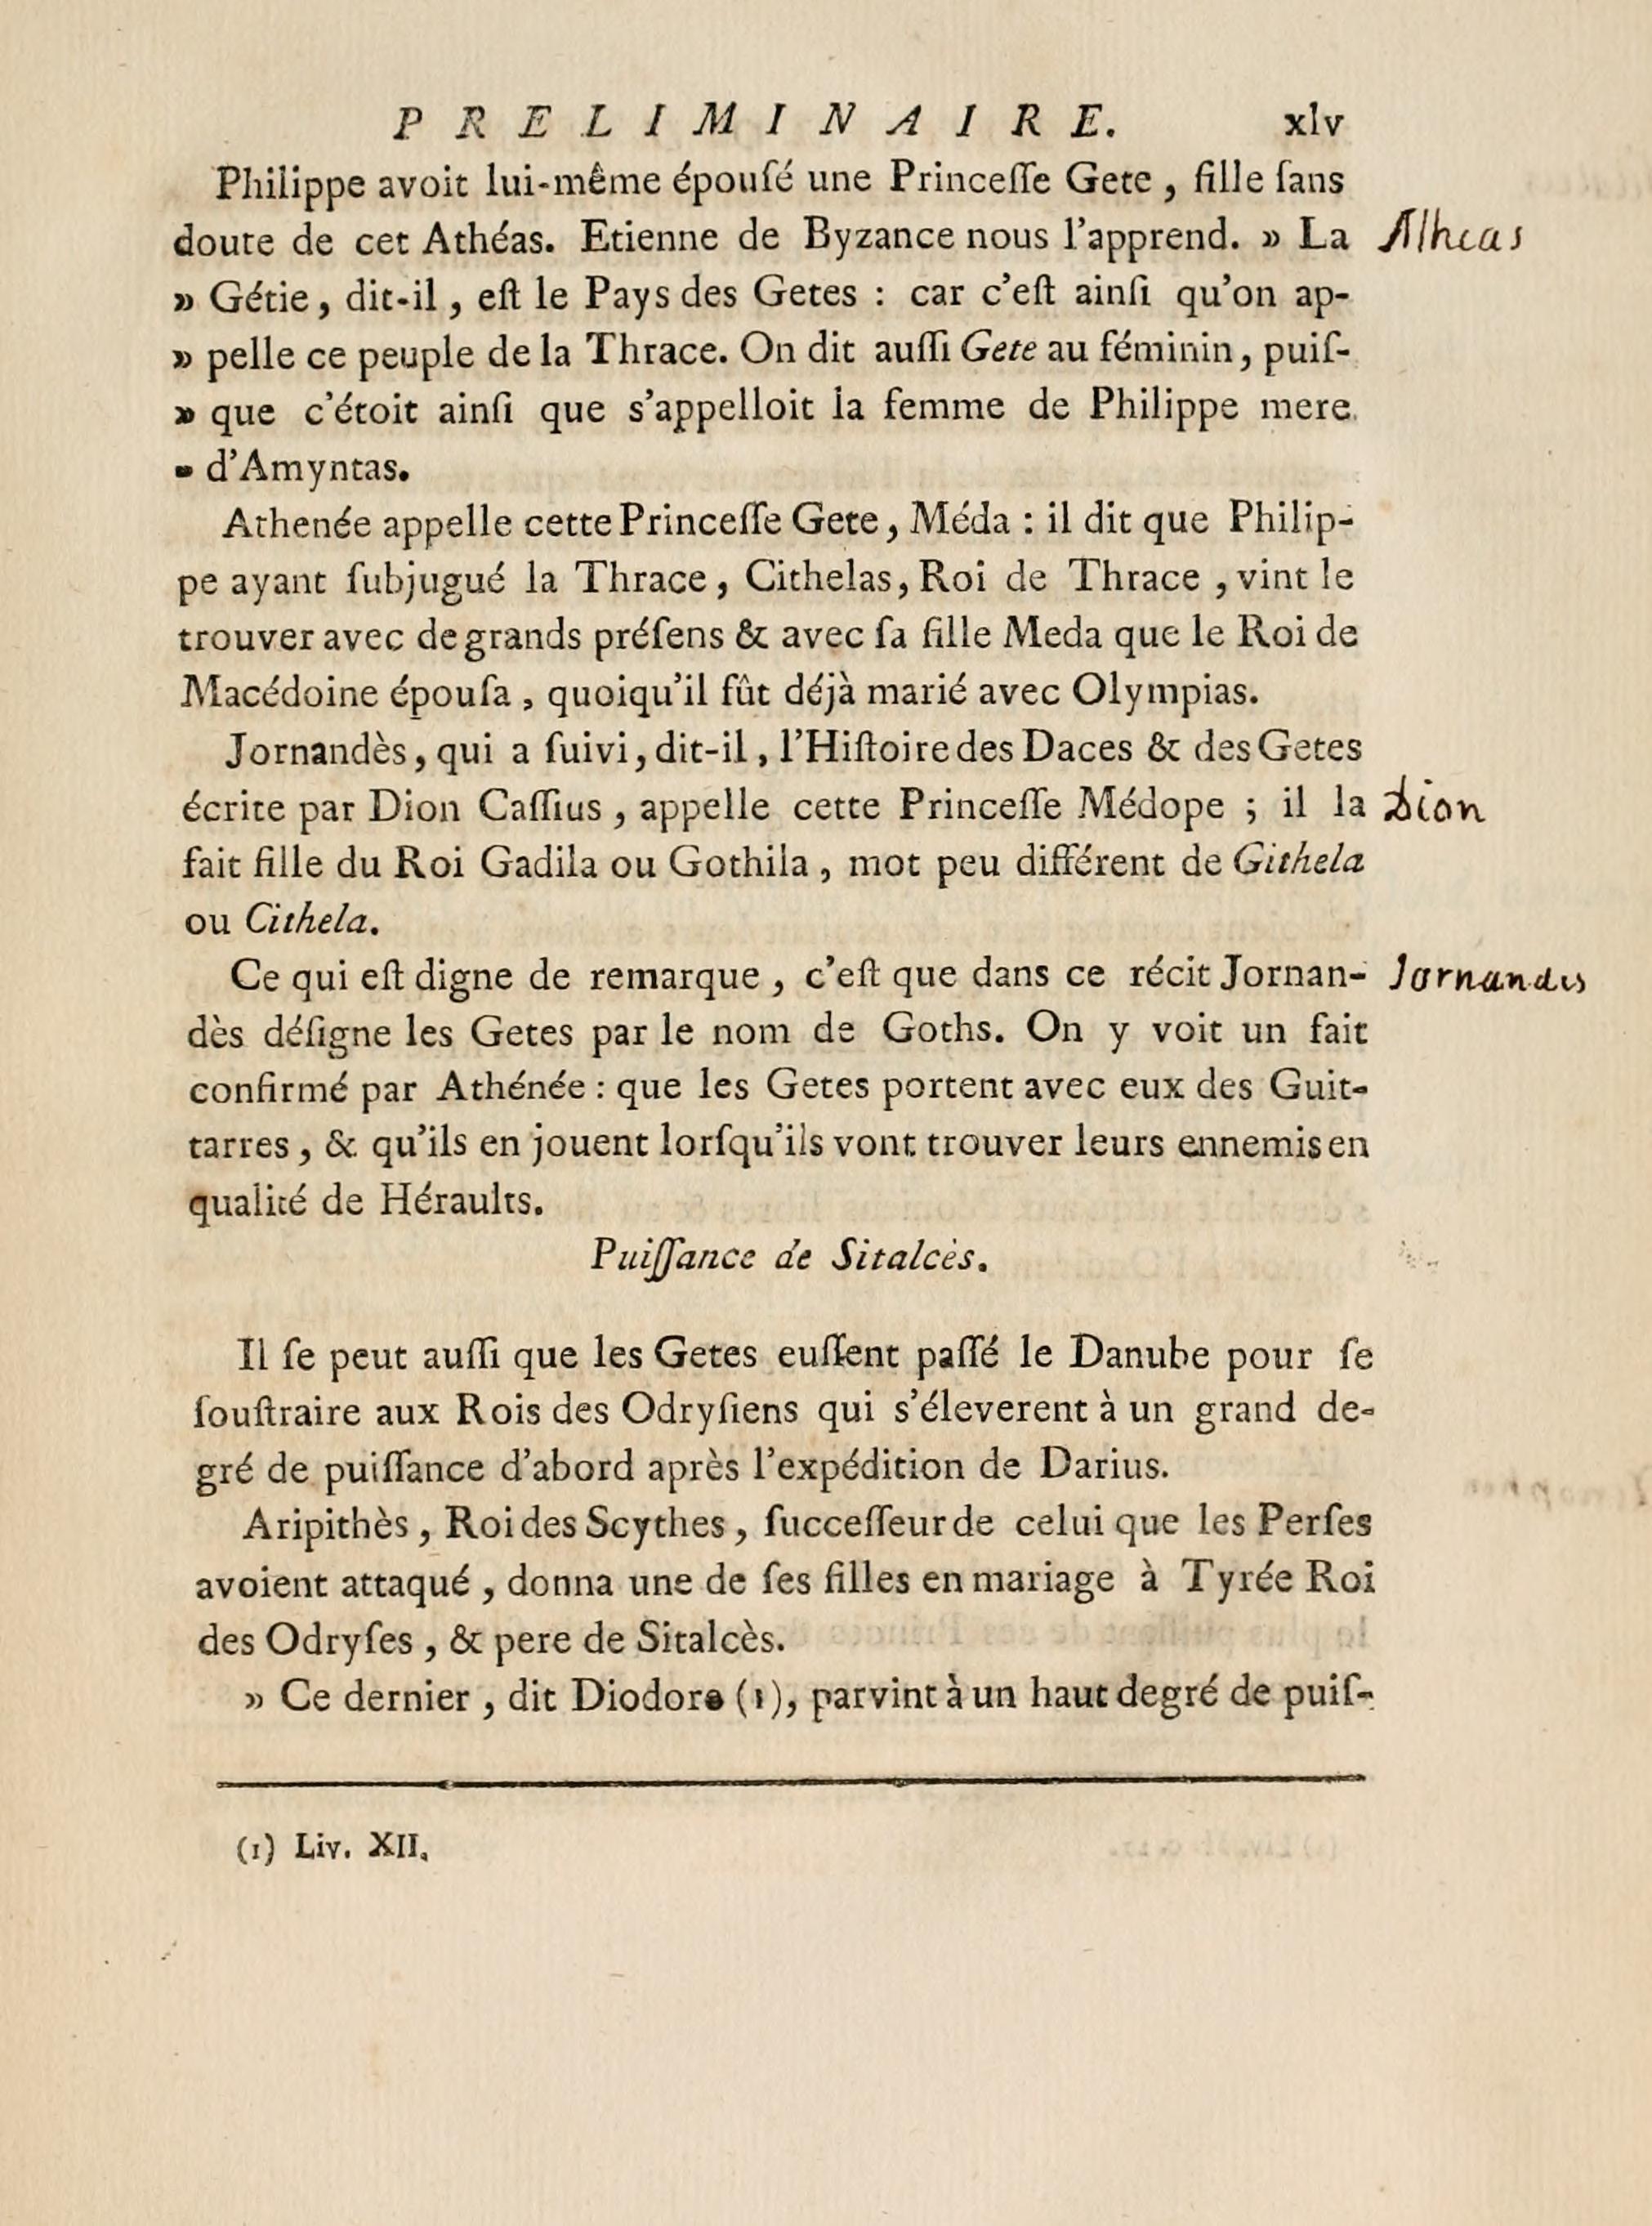 PRELIMINAIRE. xlv
Philippe avoit lui-même épouſé une Princeſſe Gete, fille ſans
doute de cet Athéas. Etienne de Byzance nous l'apprend. » La Atheas
» Gétie, dit-il, eſt le Pays des Getes : car c'eſt ainſi qu'on ap-
» pelle ce peuple de la Thrace. On dit auſſi Gete au féminin, puiſ-
» que c'étoit ainſi que s'appelloit la femme de Philippe mere
» d'Amyntas.
Athenée appelle cette Princeſſe Gete, Méda : il dit que Philip-
pe ayant ſubjugué la Thrace, Cithelas, Roi de Thrace, vint le
trouver avec de grands préſens & avec ſa fille Meda que le Roi de
Macédoine épouſa, quoiqu'il fût déjà marié avec Olympias.
Jornandès, qui a ſuivi, dit-il, l'Hiſtoire des Daces & des Getes
écrite par Dion Caſſius, appelle cette Princeſſe Médope ; il la Dion
fait fille du Roi Gadila ou Gothila, mot peu différent de Githela
ou Cithela.
Ce qui eſt digne de remarque, c'eſt que dans ce récit Jornan- Jornandes
dès déſigne les Getes par le nom de Goths. On y voit un fait
confirmé par Athénée : que les Getes portent avec eux des Guit-
tarres, & qu'ils en jouent lorſqu'ils vont trouver leurs ennemis en
qualité de Héraults.
Puiſſance de Sitalcès.
Il ſe peut auſſi que les Getes euſſent paſſé le Danube pour ſe
ſouſtraire aux Rois des Odryſiens qui s'éleverent à un grand de-
gré de puiſſance d'abord après l'expédition de Darius.
Aripithès, Roi des Scythes, ſucceſſeur de celui que les Perſes
avoient attaqué, donna une de ſes filles en mariage à Tyrée Roi
des Odryſes, & pere de Sitalcès.
» Ce dernier, dit Diodore (1), parvint à un haut degré de puiſ-
(1) Liv. XII.